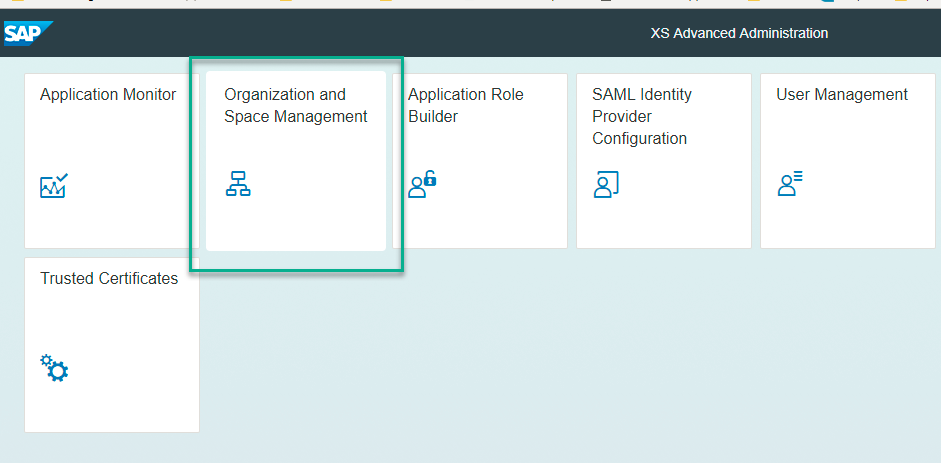 SAP
XS Advanced Administration
Application Monitor
Organization and
Space Management
Application Role
Builder
SAML Identity
Provider
Configuration
User Management
Trusted Certificates